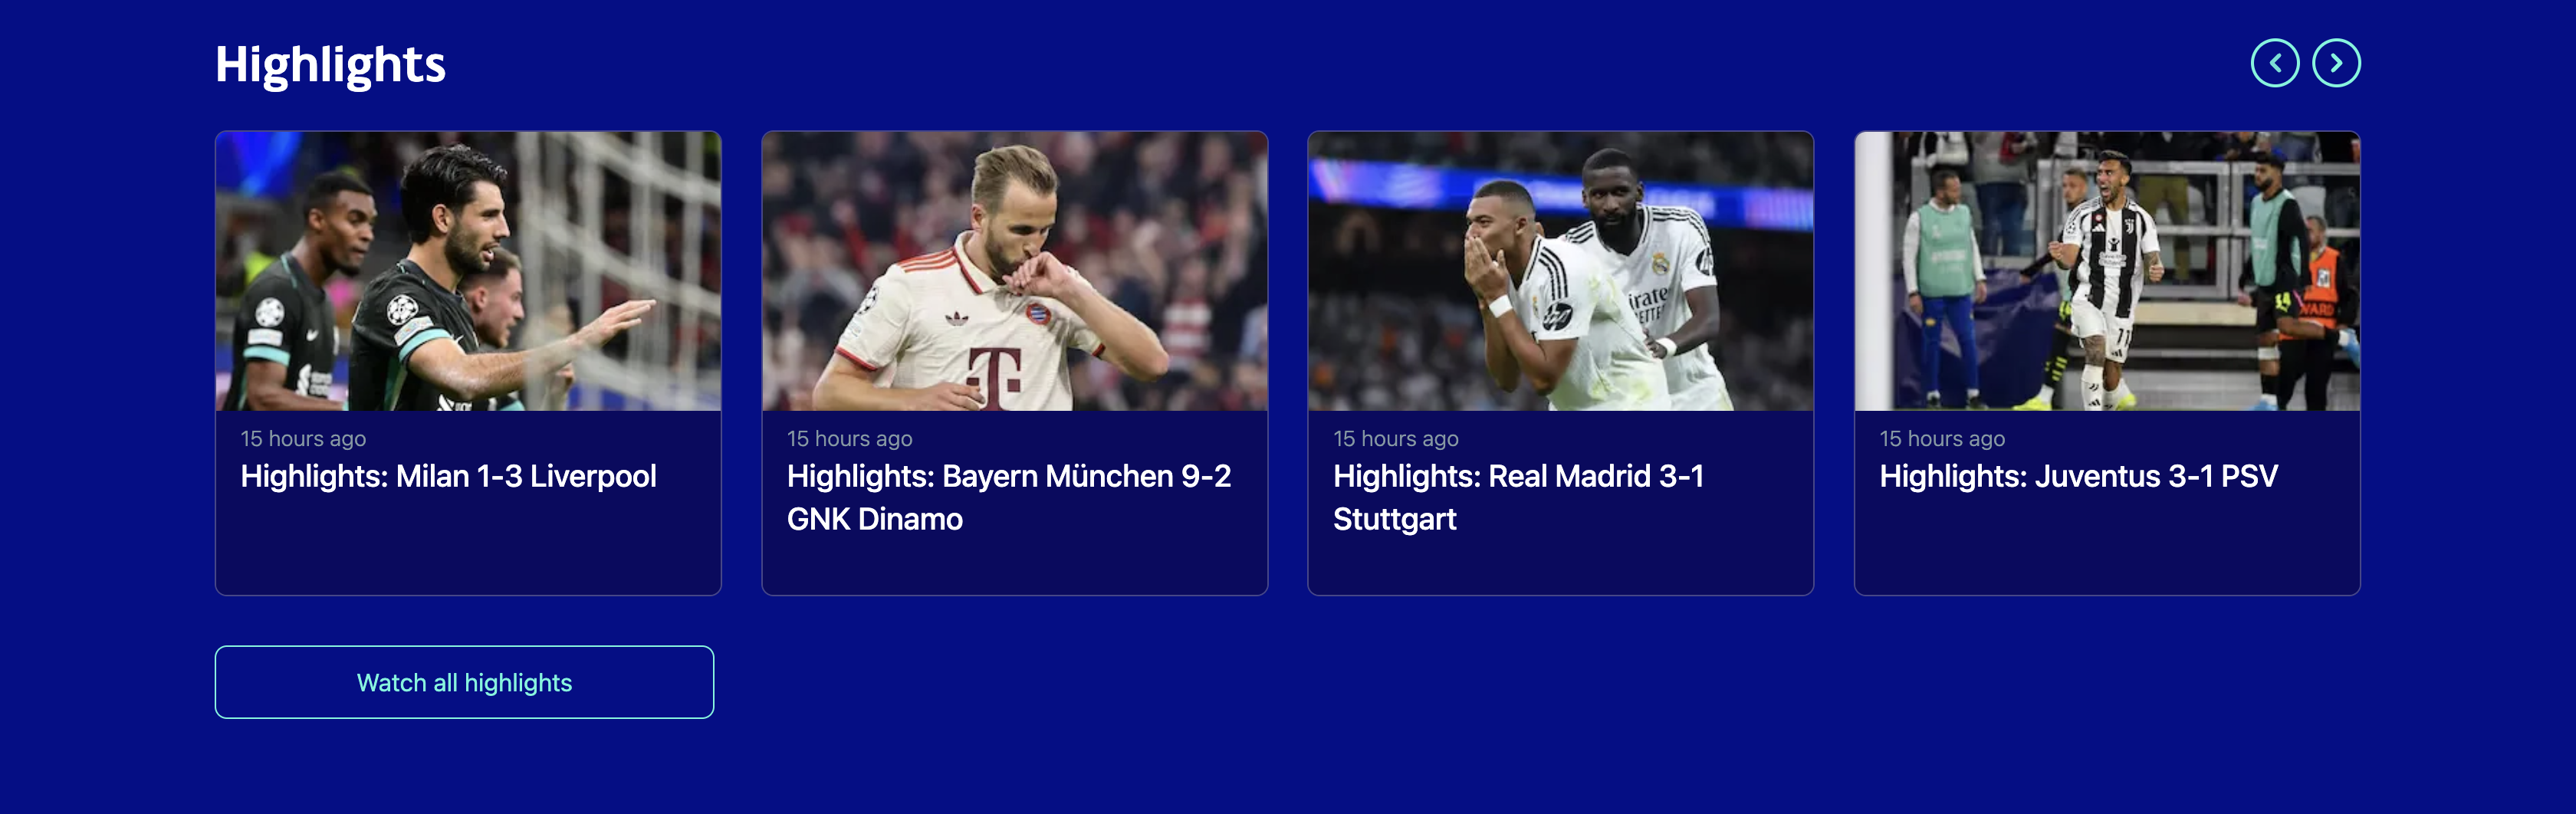 Highlights
15 hours ago
Highlights: Milan 1-3 Liverpool
15 hours ago
Highlights: Bayern München 9-2
GNK Dinamo
15 hours ago
Highlights: Real Madrid 3-1
Stuttgart
15 hours ago
Highlights: Juventus 3-1 PSV
Watch all highlights